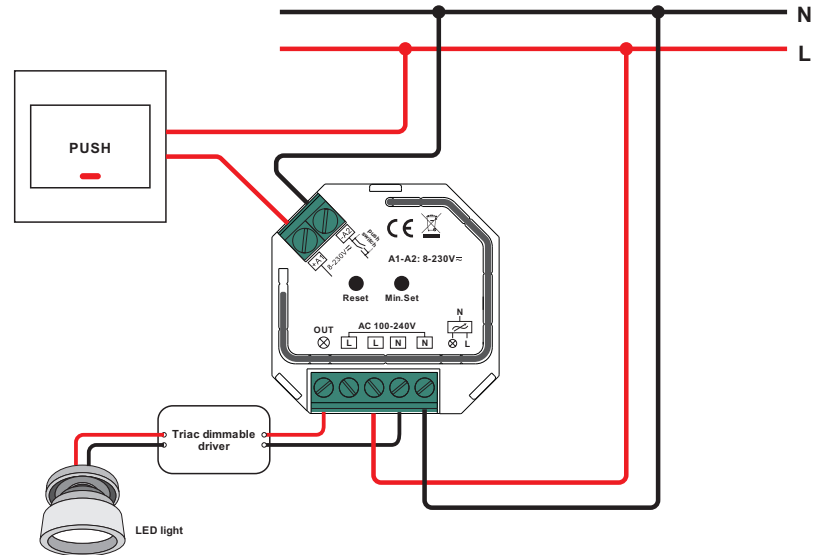 N
L
PUSH
-A2
push
switch
+A1
8-230V
CE
A1-A2: 8-230V
Reset
Min.Set
N
L
OUT
AC 100-240V
L
L
N
N
Triac dimmable
driver
LED light